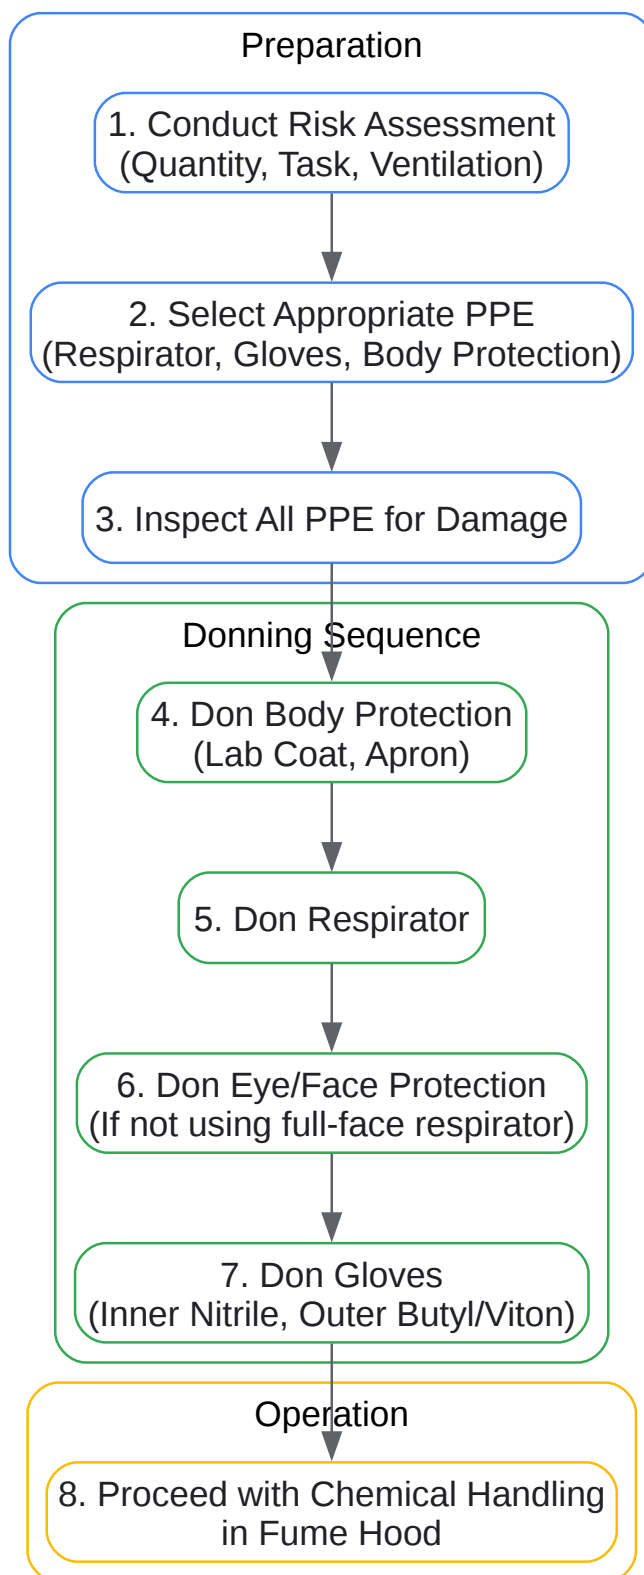 Preparation
1. Conduct Risk Assessment
(Quantity, Task, Ventilation)
2. Select Appropriate PPE
(Respirator, Gloves, Body Protection)
3. Inspect All PPE for Damage
Donning Sequence
4. Don Body Protection
(Lab Coat, Apron)
5. Don Respirator
6. Don Eye/Face Protection
(If not using full-face respirator)
7. Don Gloves
(Inner Nitrile, Outer Butyl/Viton)
Operation
8. Proceed with Chemical Handling
in Fume Hood